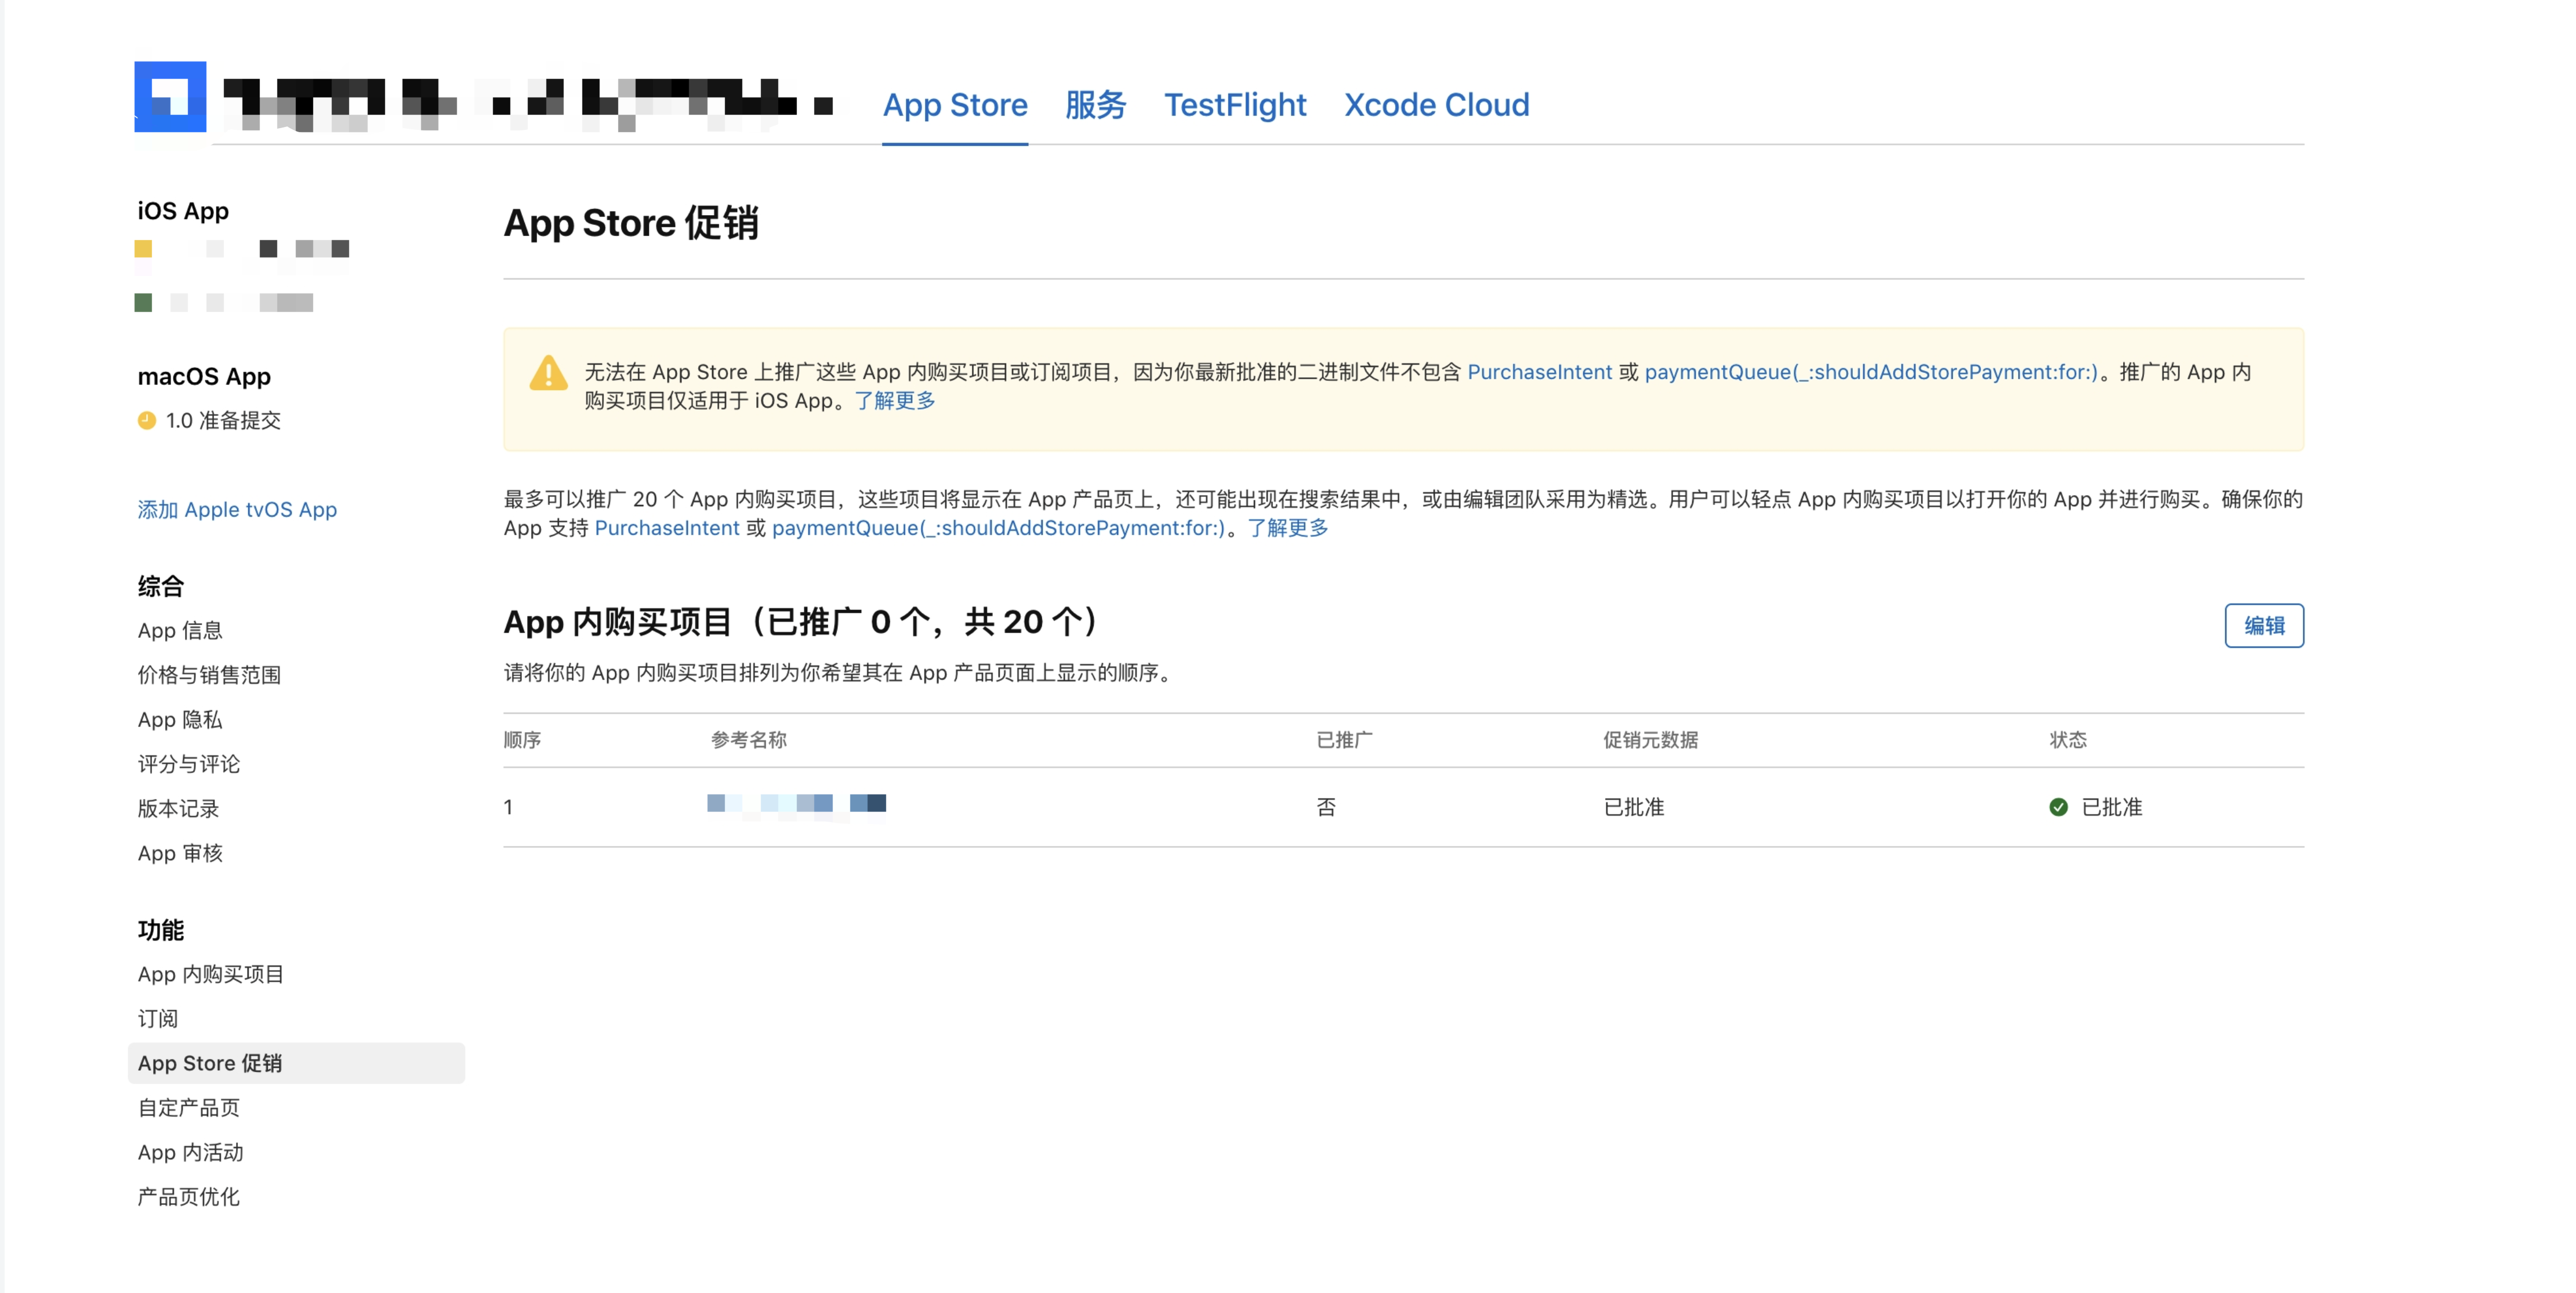 App Store 服务 TestFlight Xcode Cloud
iOS App
macOS App
1.0 准备提交
添加 Apple tvOS App
综合
App 信息
价格与销售范围
App 隐私
评分与评论
版本记录
App 审核
功能
App 内购买项目
订阅
App Store 促销
自定产品页
App 内活动
产品页优化
App Store 促销
无法在 App Store 上推广这些 App 内购买项目或订阅项目，因为你最新批准的二进制文件不包含 PurchaseIntent 或 paymentQueue(_:shouldAddStorePayment:for:)。推广的 App 内
购买项目仅适用于 iOS App。了解更多
最多可以推广 20 个 App 内购买项目，这些项目将显示在 App 产品页上，还可能出现在搜索结果中，或由编辑团队采用为精选。用户可以轻点 App 内购买项目以打开你的 App 并进行购买。确保你的
App 支持 PurchaseIntent 或 paymentQueue(_:shouldAddStorePayment:for:)。了解更多
App 内购买项目（已推广 0 个，共 20 个）
编辑
请将你的 App 内购买项目排列为你希望其在 App 产品页面上显示的顺序。
顺序 参考名称 已推广 促销元数据 状态
1 否 已批准 已批准